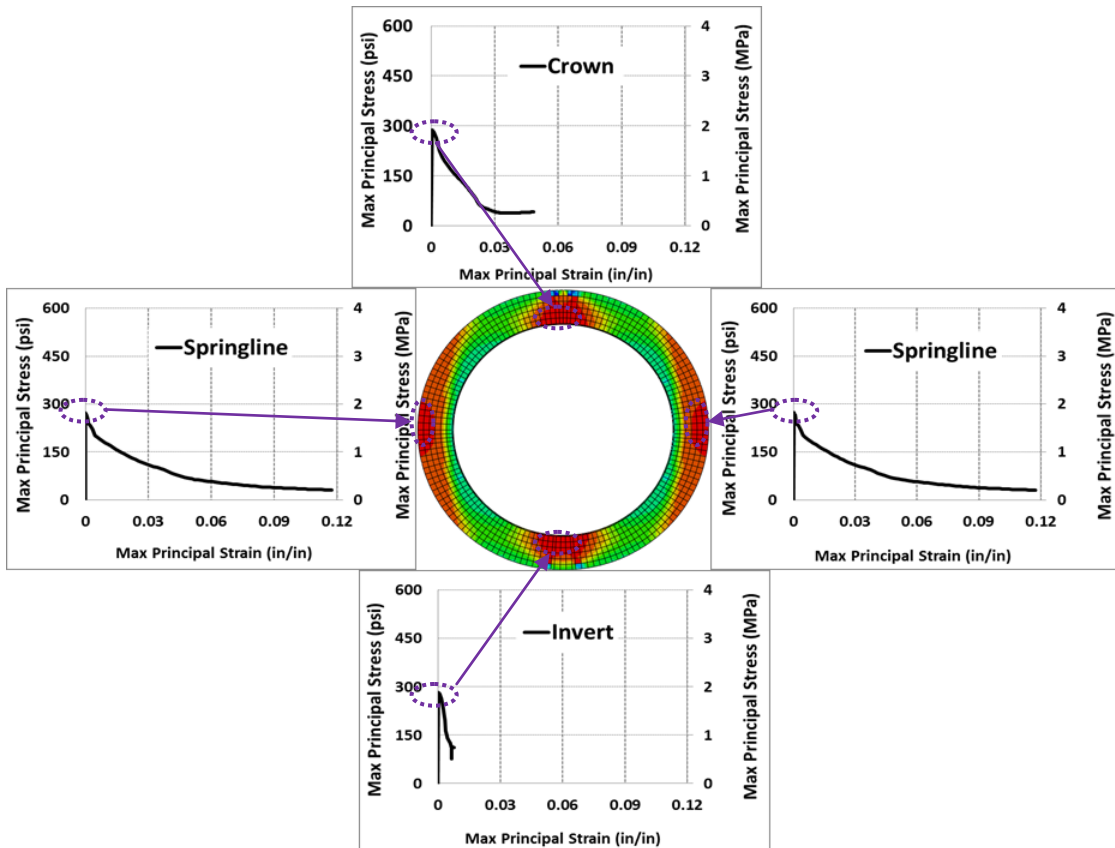 Max Principal Stress (psi)
600
450
300
150
0
Crown
4
3
2
1
0
Max Principal Stress (MPa)
0 0.03 0.06 0.09 0.12
Max Principal Strain (in/in)
Max Principal Stress (psi)
600
450
300
150
0
Springline
4
3
2
1
0
Max Principal Stress (MPa)
0 0.03 0.06 0.09 0.12
Max Principal Strain (in/in)
Max Principal Stress (psi)
600
450
300
150
0
Springline
4
3
2
1
0
Max Principal Stress (MPa)
0 0.03 0.06 0.09 0.12
Max Principal Strain (in/in)
Max Principal Stress (psi)
600
450
300
150
0
Invert
4
3
2
1
0
Max Principal Stress (MPa)
0 0.03 0.06 0.09 0.12
Max Principal Strain (in/in)